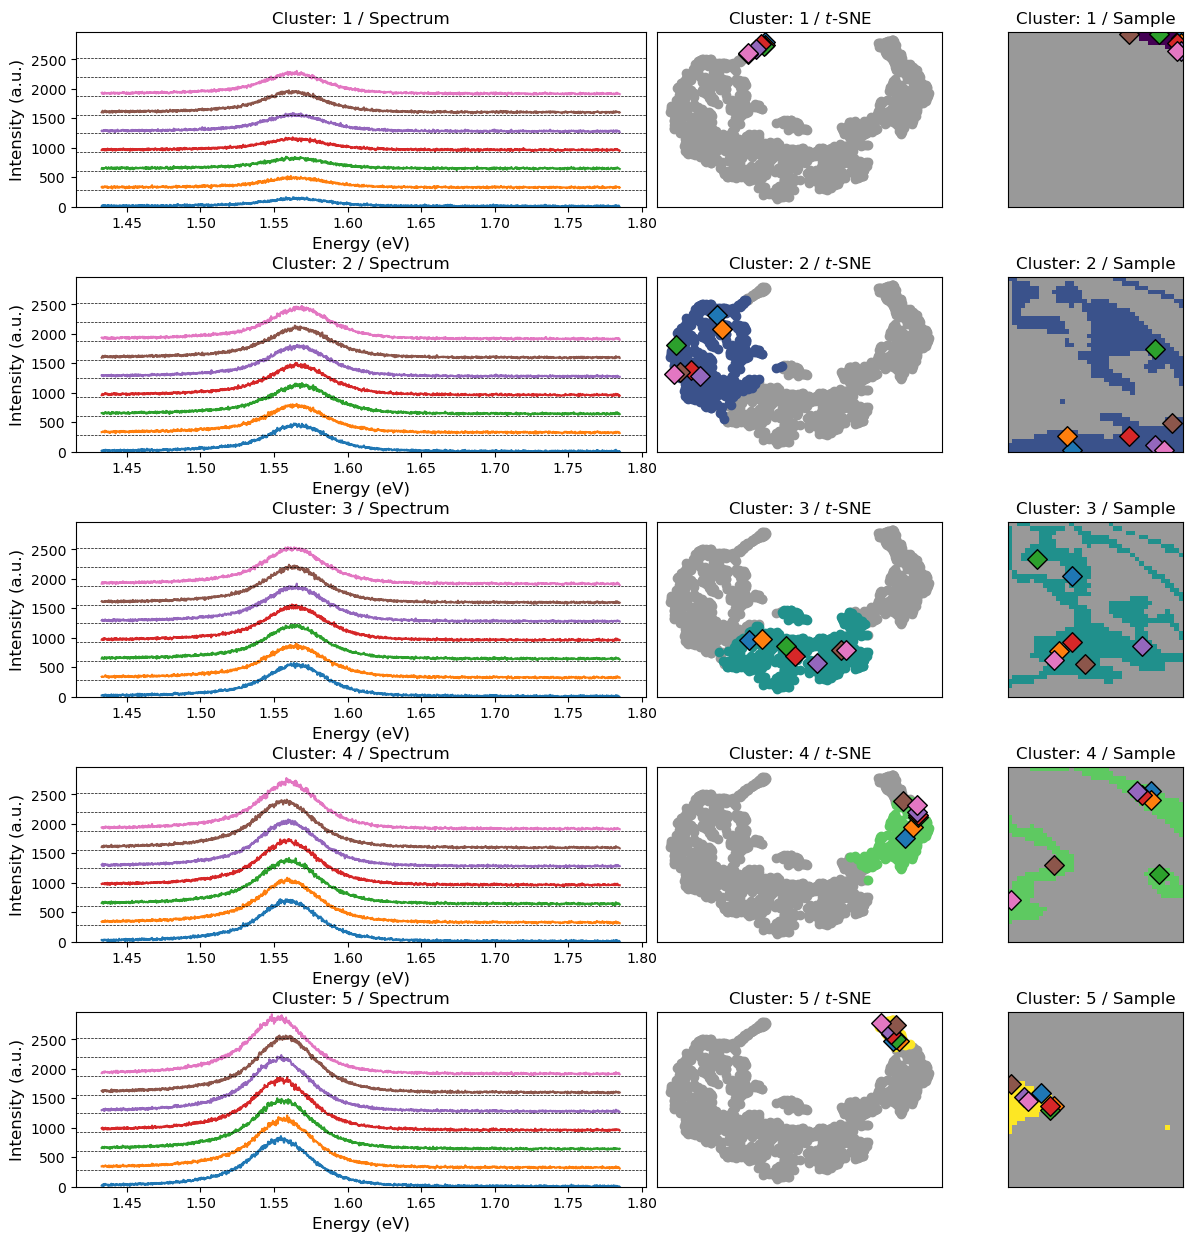 Cluster: 1 / Spectrum
Cluster: 1 / t-SNE
Cluster: 1 / Sample
Intensity (a.u.)
2500
2000
1500
1000
500
0
1.45 1.50 1.55 1.60 1.65 1.70 1.75 1.80
Energy (eV)
Cluster: 2 / Spectrum
Cluster: 2 / t-SNE
Cluster: 2 / Sample
Intensity (a.u.)
2500
2000
1500
1000
500
0
1.45 1.50 1.55 1.60 1.65 1.70 1.75 1.80
Energy (eV)
Cluster: 3 / Spectrum
Cluster: 3 / t-SNE
Cluster: 3 / Sample
Intensity (a.u.)
2500
2000
1500
1000
500
0
1.45 1.50 1.55 1.60 1.65 1.70 1.75 1.80
Energy (eV)
Cluster: 4 / Spectrum
Cluster: 4 / t-SNE
Cluster: 4 / Sample
Intensity (a.u.)
2500
2000
1500
1000
500
0
1.45 1.50 1.55 1.60 1.65 1.70 1.75 1.80
Energy (eV)
Cluster: 5 / Spectrum
Cluster: 5 / t-SNE
Cluster: 5 / Sample
Intensity (a.u.)
2500
2000
1500
1000
500
0
1.45 1.50 1.55 1.60 1.65 1.70 1.75 1.80
Energy (eV)